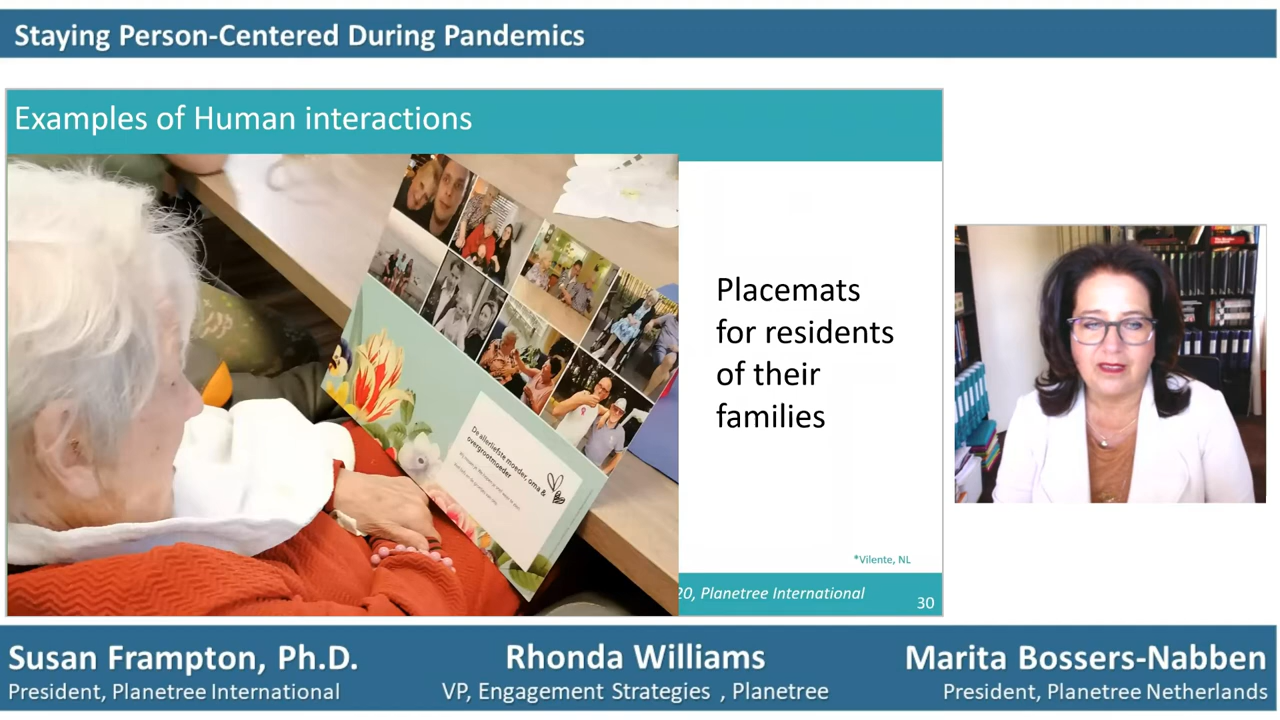 Staying Person-Centered During Pandemics
Examples of Human interactions
De allerliefste moeder, oma &
overgrootmoeder
Placemats
for residents
of their
families
*Vilente, NL
20, Planetree International
30
Susan Frampton, Ph.D.
President, Planetree International
Rhonda Williams
VP, Engagement Strategies , Planetree
Marita Bossers-Nabben
President, Planetree Netherlands